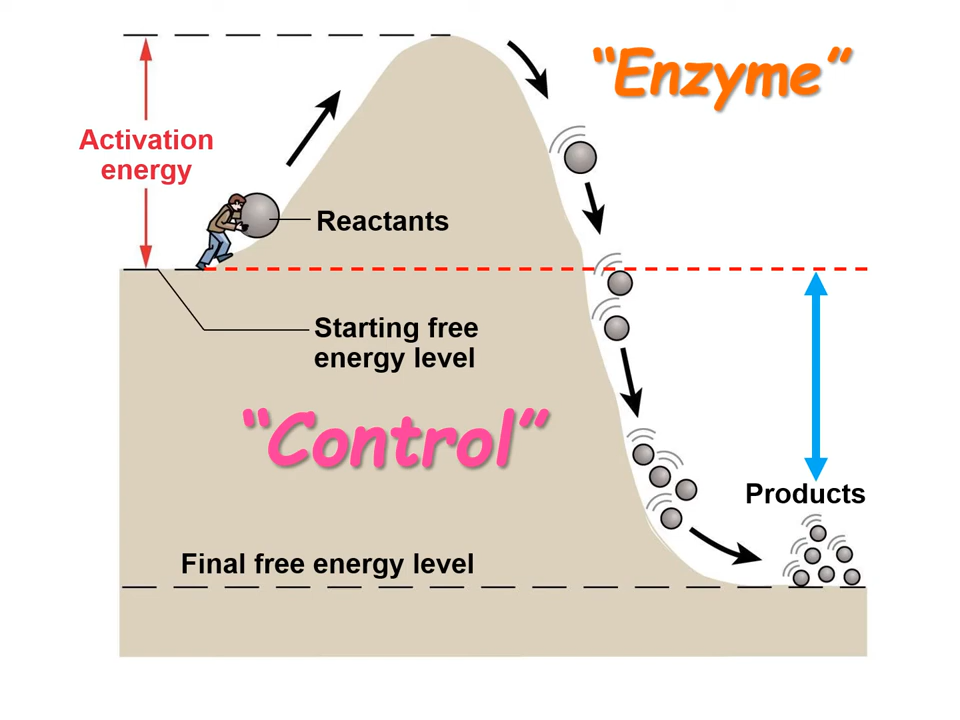 “Enzyme”
Activation
energy
Reactants
Starting free
energy level
“Control”
Products
Final free energy level